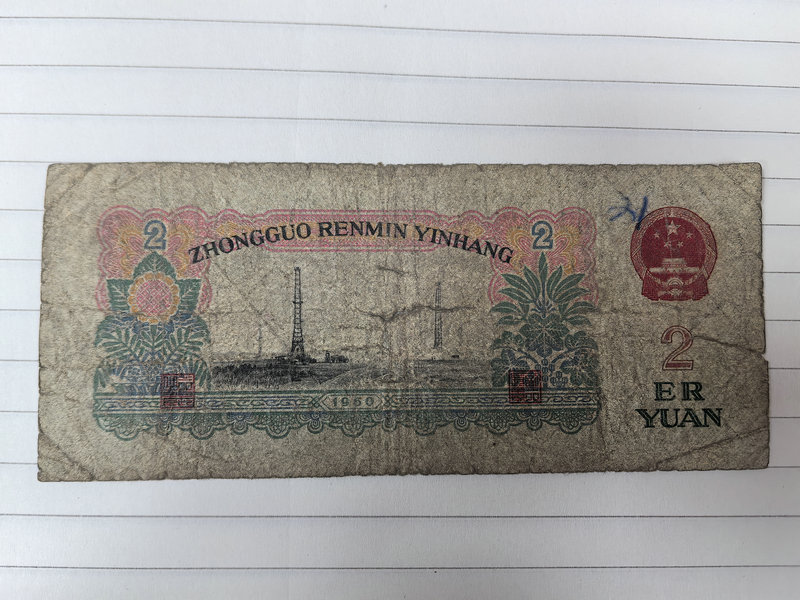 2
ZHONGGUO RENMIN YINHANG
2
1960
2
ER
YUAN